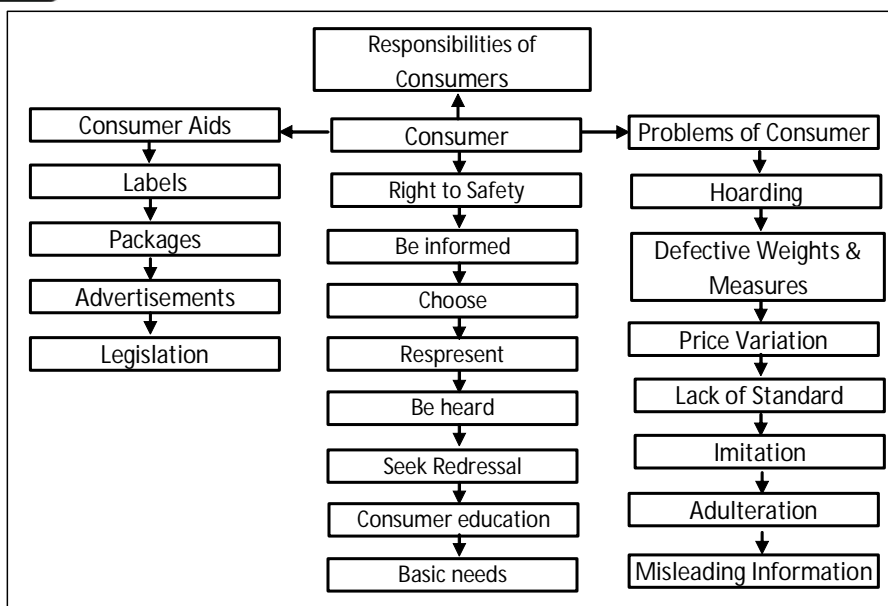 Responsibilities of
Consumers
Consumer Aids
Labels
Packages
Advertisements
Legislation
Consumer
Right to Safety
Be informed
Choose
Respresent
Be heard
Seek Redressal
Consumer education
Basic needs
Problems of Consumer
Hoarding
Defective Weights &
Measures
Price Variation
Lack of Standard
Imitation
Adulteration
Misleading Information